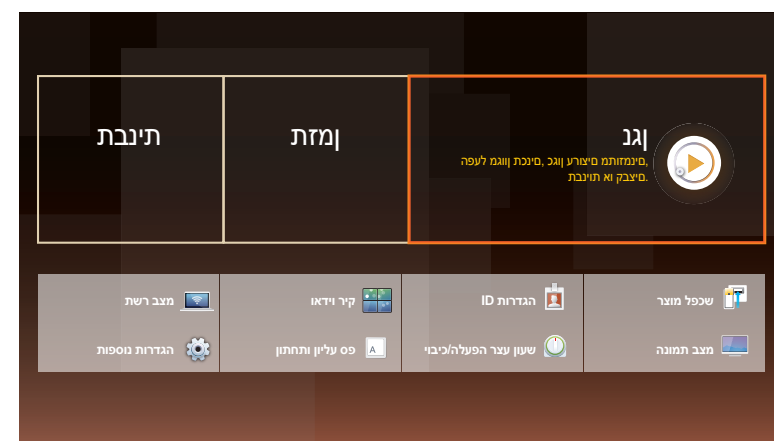 ןגנ
,םינמזותמ םיצורע ןוגכ ,םינכת ןווגמ לעפה
.םיצבק וא תוינבת
ןמזת
תינבת
שכפל מוצר
הגדרות ID
קיר וידאו
מצב רשת
מצב תמונה
שעון עצר הפעלה/כיבוי
A
פס עליון ותחתון
הגדרות נוספות